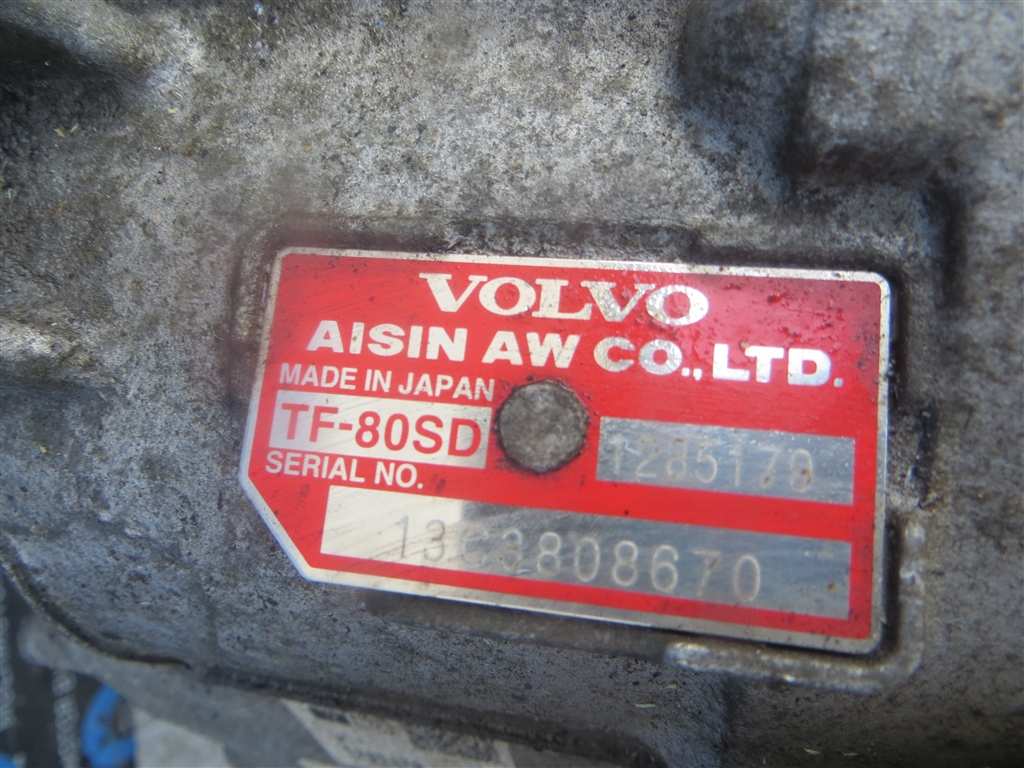 VOLVO
AISIN AW CO., LTD.
MADE IN JAPAN
TF-80SD 1285170
SERIAL NO.
13C3808670